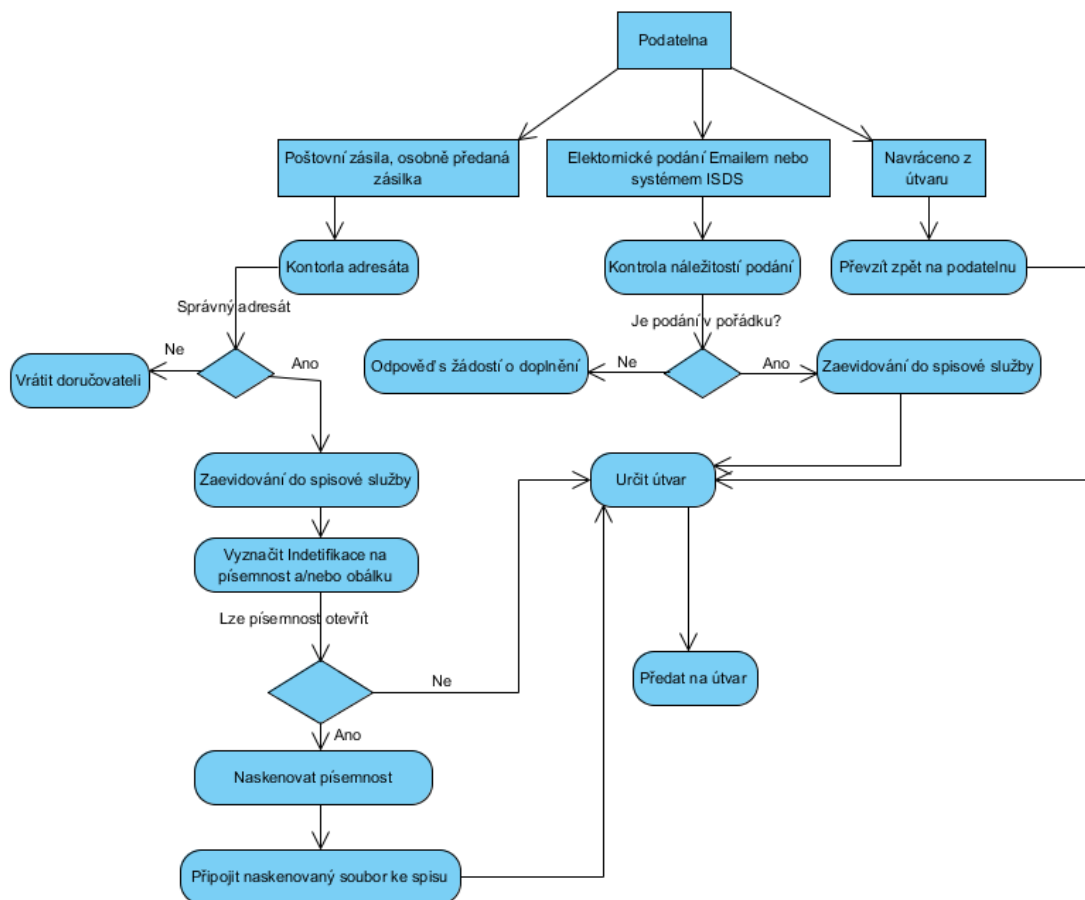 Podatelna
Poštovní zásila, osobně předaná
zásilka
Elektornické podání Emailem nebo
systémem ISDS
Navráceno z
útvaru
Kontorla adresáta
Kontrola náležitostí podání
Převzít zpět na podatelnu
Správný adresát
Je podání v pořádku?
Ne
Ano
Vrátit doručovateli
Odpověď s žádostí o doplnění
Ne
Ano
Zaevidování do spisové služby
Zaevidování do spisové služby
Určit útvar
Vyznačit Indetifikace na
písemnost a/nebo obálku
Lze písemnost otevřít
Ne
Předat na útvar
Ano
Naskenovat písemnost
Připojit naskenovaný soubor ke spisu